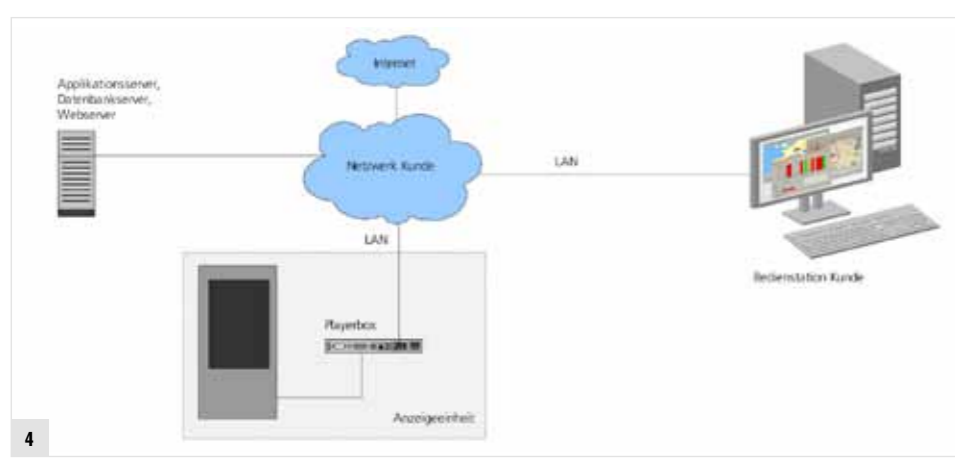 Internet
Applikationsserver,
Datenbankserver,
Webserver
Netzwerk Kunde
LAN
LAN
Bedienstation Kunde
Playerbox
Anzeigeeinheit
4